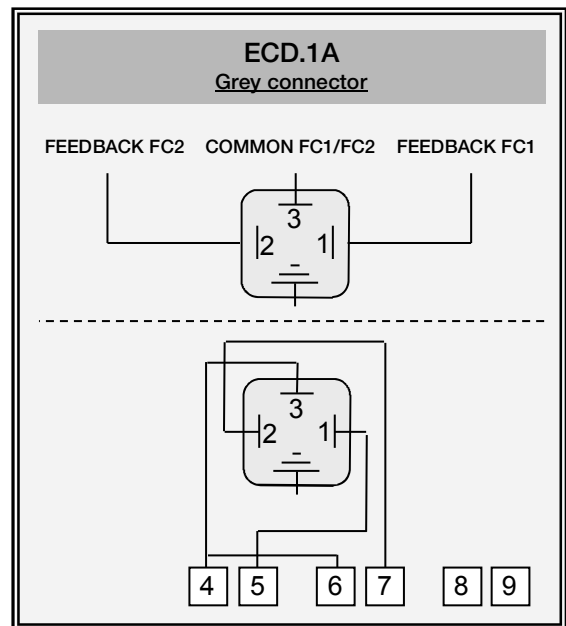 ECD.1A
Grey connector
FEEDBACK FC2 COMMON FC1/FC2 FEEDBACK FC1
3
2 1
3
2 1
4 5 6 7 8 9